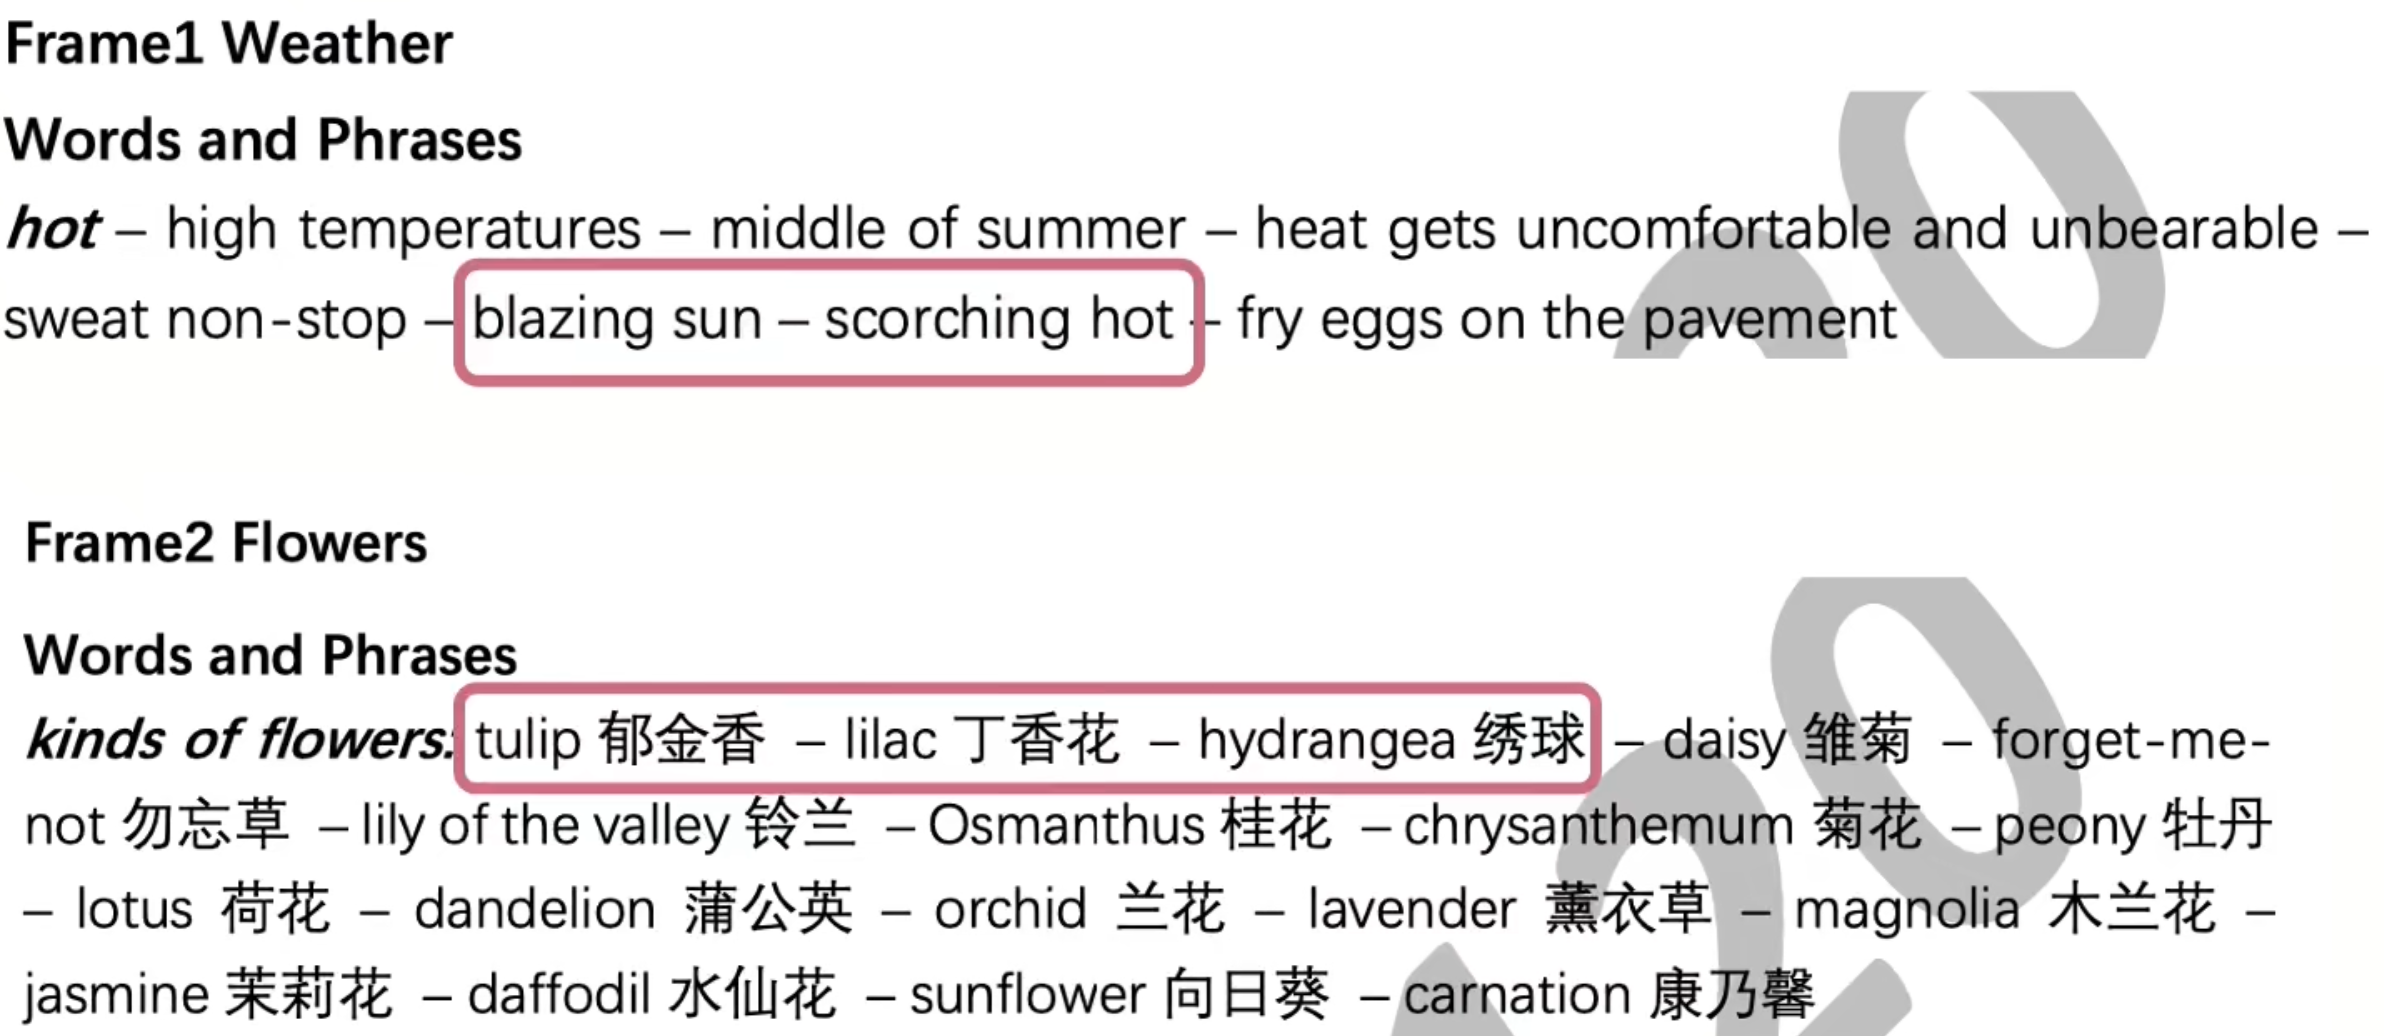 Frame1 Weather
Words and Phrases
hot – high temperatures – middle of summer – heat gets uncomfortable and unbearable –
sweat non-stop – blazing sun – scorching hot – fry eggs on the pavement
Frame2 Flowers
Words and Phrases
kinds of flowers: tulip 郁金香 – lilac 丁香花 – hydrangea 绣球 – daisy 雏菊 – forget-me-
not 勿忘草 – lily of the valley 铃兰 – Osmanthus 桂花 – chrysanthemum 菊花 – peony 牡丹
– lotus 荷花 – dandelion 蒲公英 – orchid 兰花 – lavender 薰衣草 – magnolia 木兰花 –
jasmine 茉莉花 – daffodil 水仙花 – sunflower 向日葵 – carnation 康乃馨